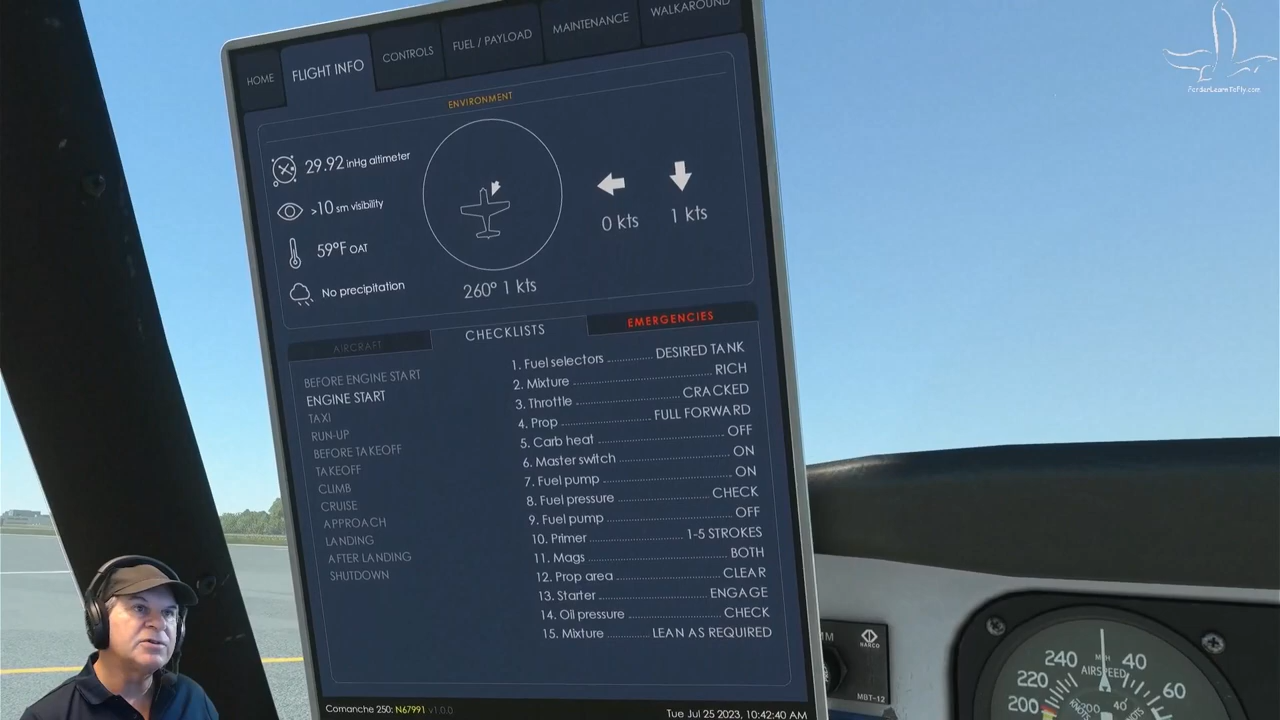 HOME
FLIGHT INFO
CONTROLS
FUEL / PAYLOAD
MAINTENANCE
WALKAROUND
ENVIRONMENT
29.92 inHg altimeter
>10 sm visibility
59°F OAT
No precipitation
260° 1 kts
0 kts
1 kts
AIRCRAFT
CHECKLISTS
EMERGENCIES
BEFORE ENGINE START
ENGINE START
TAXI
RUN-UP
BEFORE TAKEOFF
TAKEOFF
CLIMB
CRUISE
APPROACH
LANDING
AFTER LANDING
SHUTDOWN
1. Fuel selectors ........ DESIRED TANK
2. Mixture ........ RICH
3. Throttle ........ CRACKED
4. Prop ........ FULL FORWARD
5. Carb heat ........ OFF
6. Master switch ........ ON
7. Fuel pump ........ ON
8. Fuel pressure ........ CHECK
9. Fuel pump ........ OFF
10. Primer ........ 1-5 STROKES
11. Mags ........ BOTH
12. Prop area ........ CLEAR
13. Starter ........ ENGAGE
14. Oil pressure ........ CHECK
15. Mixture ........ LEAN AS REQUIRED
Comanche 250: N67991 v1.0.0
Tue Jul 25 2023, 10:42:40 AM
NARCO
MBT-12
240
40
220
60
200
MPH
AIRSPEED
KNOTS
200
40